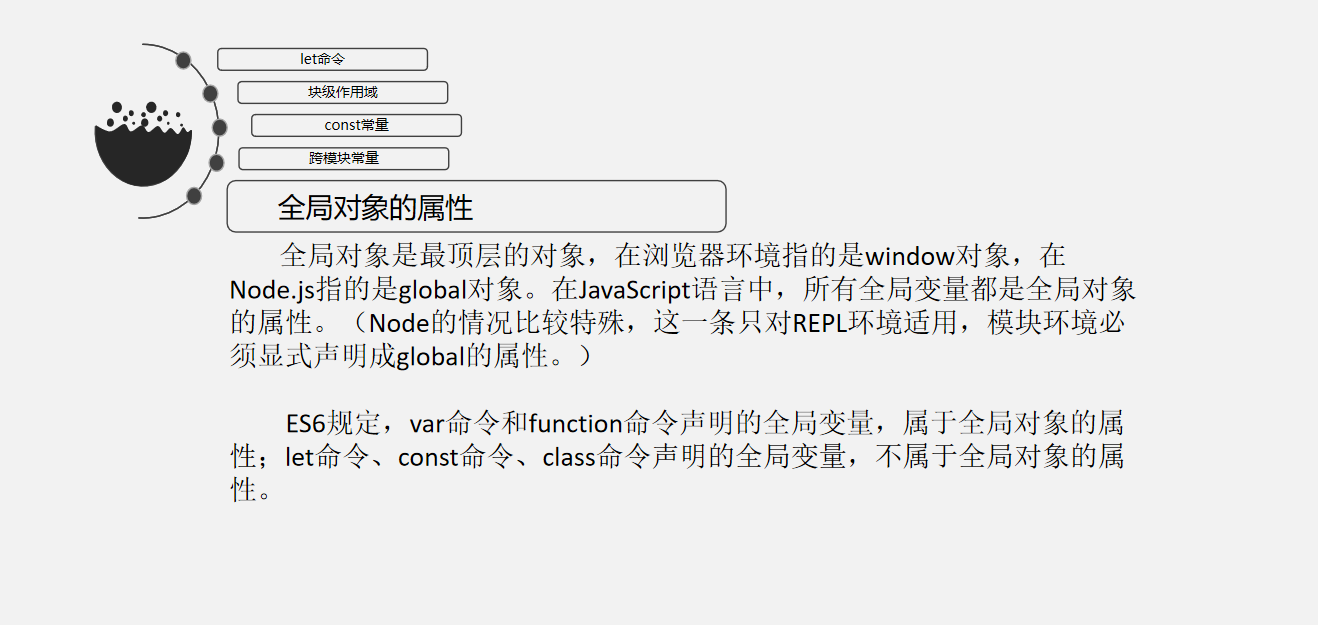 let命令
块级作用域
const常量
跨模块常量
全局对象的属性
全局对象是最顶层的对象，在浏览器环境指的是window对象，在
Node.js指的是global对象。在JavaScript语言中，所有全局变量都是全局对象
的属性。（Node的情况比较特殊，这一条只对REPL环境适用，模块环境必
须显式声明成global的属性。）
ES6规定，var命令和function命令声明的全局变量，属于全局对象的属
性；let命令、const命令、class命令声明的全局变量，不属于全局对象的属
性。